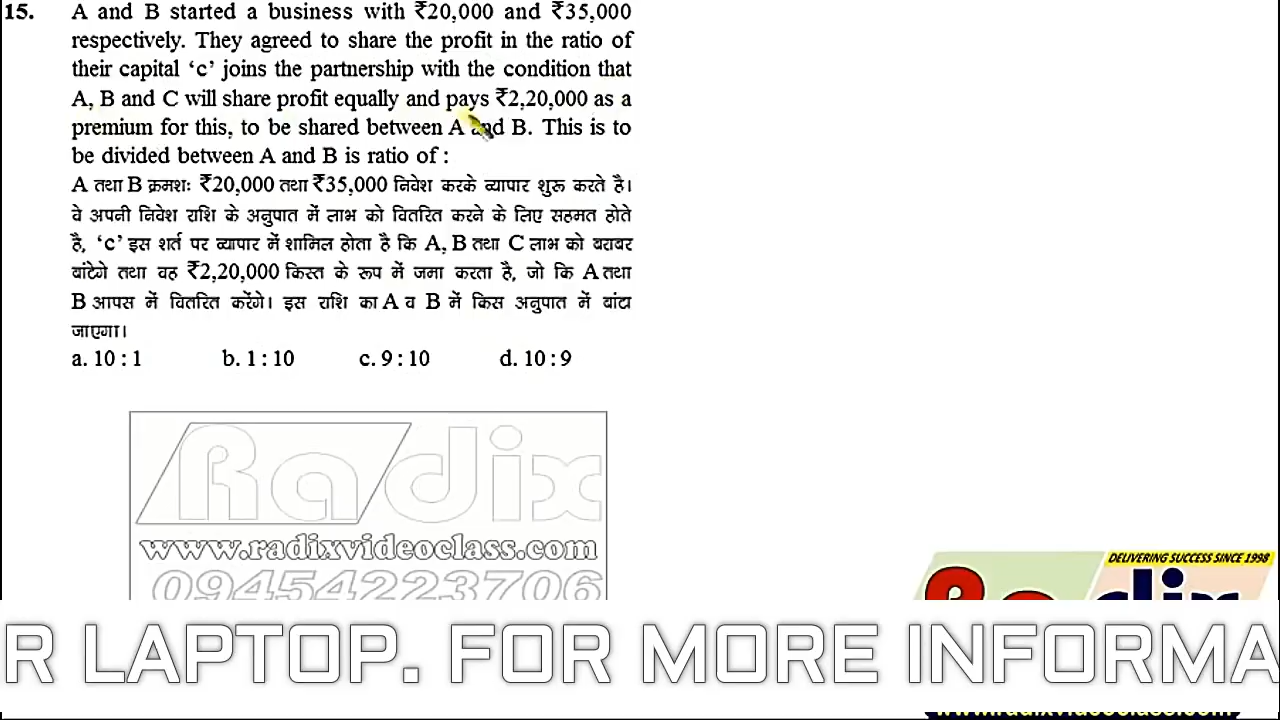 15. A and B started a business with ₹20,000 and ₹35,000
respectively. They agreed to share the profit in the ratio of
their capital ‘c’ joins the partnership with the condition that
A, B and C will share profit equally and pays ₹2,20,000 as a
premium for this, to be shared between A and B. This is to
be divided between A and B is ratio of :
A तथा B क्रमशः ₹20,000 तथा ₹35,000 निवेश करके व्यापार शुरू करते है।
वे अपनी निवेश राशि के अनुपात में लाभ को वितरित करने के लिए सहमत होते
है, ‘c’ इस शर्त पर व्यापार में शामिल होता है कि A, B तथा C लाभ को बराबर
बांटेगे तथा वह ₹2,20,000 किस्त के रूप में जमा करता है, जो कि A तथा
B आपस में वितरित करेंगे। इस राशि का A व B में किस अनुपात में बांटा
जाएगा।
a. 10 : 1 b. 1 : 10 c. 9 : 10 d. 10 : 9
Radix
www.radixvideoclass.com
09454223706
DELIVERING SUCCESS SINCE 1998
R LAPTOP. FOR MORE INFORMA